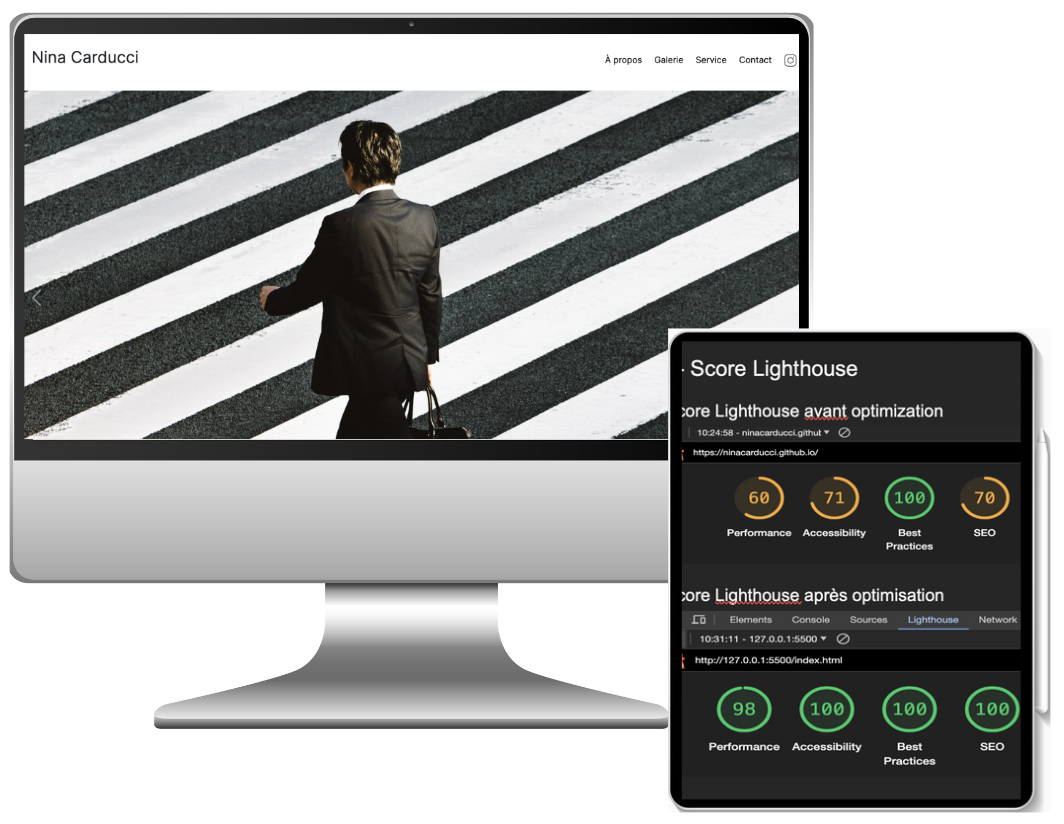 Nina Carducci
À propos Galerie Service Contact
- Score Lighthouse
core Lighthouse avant optimization
10:24:58 - ninacarducci.github
https://ninacarducci.github.io/
60 71 100 70
Performance Accessibility Best Practices SEO
core Lighthouse après optimisation
Elements Console Sources Lighthouse Network
10:31:11 - 127.0.0.1:5500
http://127.0.0.1:5500/index.html
98 100 100 100
Performance Accessibility Best Practices SEO